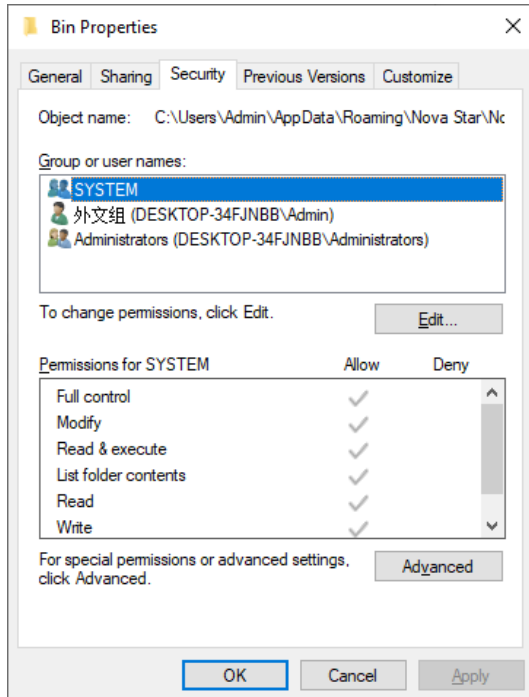 Bin Properties
General Sharing Security Previous Versions Customize
Object name: C:\Users\Admin\AppData\Roaming\Nova Star\Nc
Group or user names:
SYSTEM
外文组 (DESKTOP-34FJNBB\Admin)
Administrators (DESKTOP-34FJNBB\Administrators)
To change permissions, click Edit.
Edit...
Permissions for SYSTEM Allow Deny
Full control
Modify
Read & execute
List folder contents
Read
Write
For special permissions or advanced settings,
click Advanced.
Advanced
OK Cancel Apply